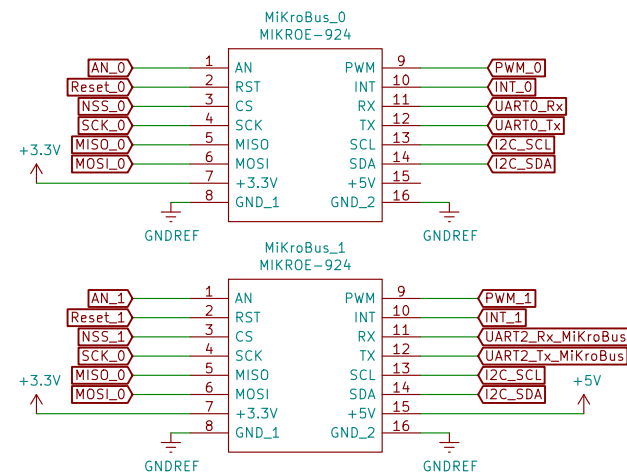 MiKroBus_0
MIKROE-924
AN_0 1 AN PWM 9 PWM_0
Reset_0 2 RST INT 10 INT_0
NSS_0 3 CS RX 11 UART0_Rx
SCK_0 4 SCK TX 12 UART0_Tx
MISO_0 5 MISO SCL 13 I2C_SCL
+3.3V MOSI_0 6 MOSI SDA 14 I2C_SDA
7 +3.3V +5V 15
8 GND_1 GND_2 16
GNDREF GNDREF
MiKroBus_1
MIKROE-924
AN_1 1 AN PWM 9 PWM_1
Reset_1 2 RST INT 10 INT_1
NSS_1 3 CS RX 11 UART2_Rx_MiKroBus
SCK_0 4 SCK TX 12 UART2_Tx_MiKroBus
+3.3V MISO_0 5 MISO SCL 13 I2C_SCL +5V
MOSI_0 6 MOSI SDA 14 I2C_SDA
7 +3.3V +5V 15
8 GND_1 GND_2 16
GNDREF GNDREF